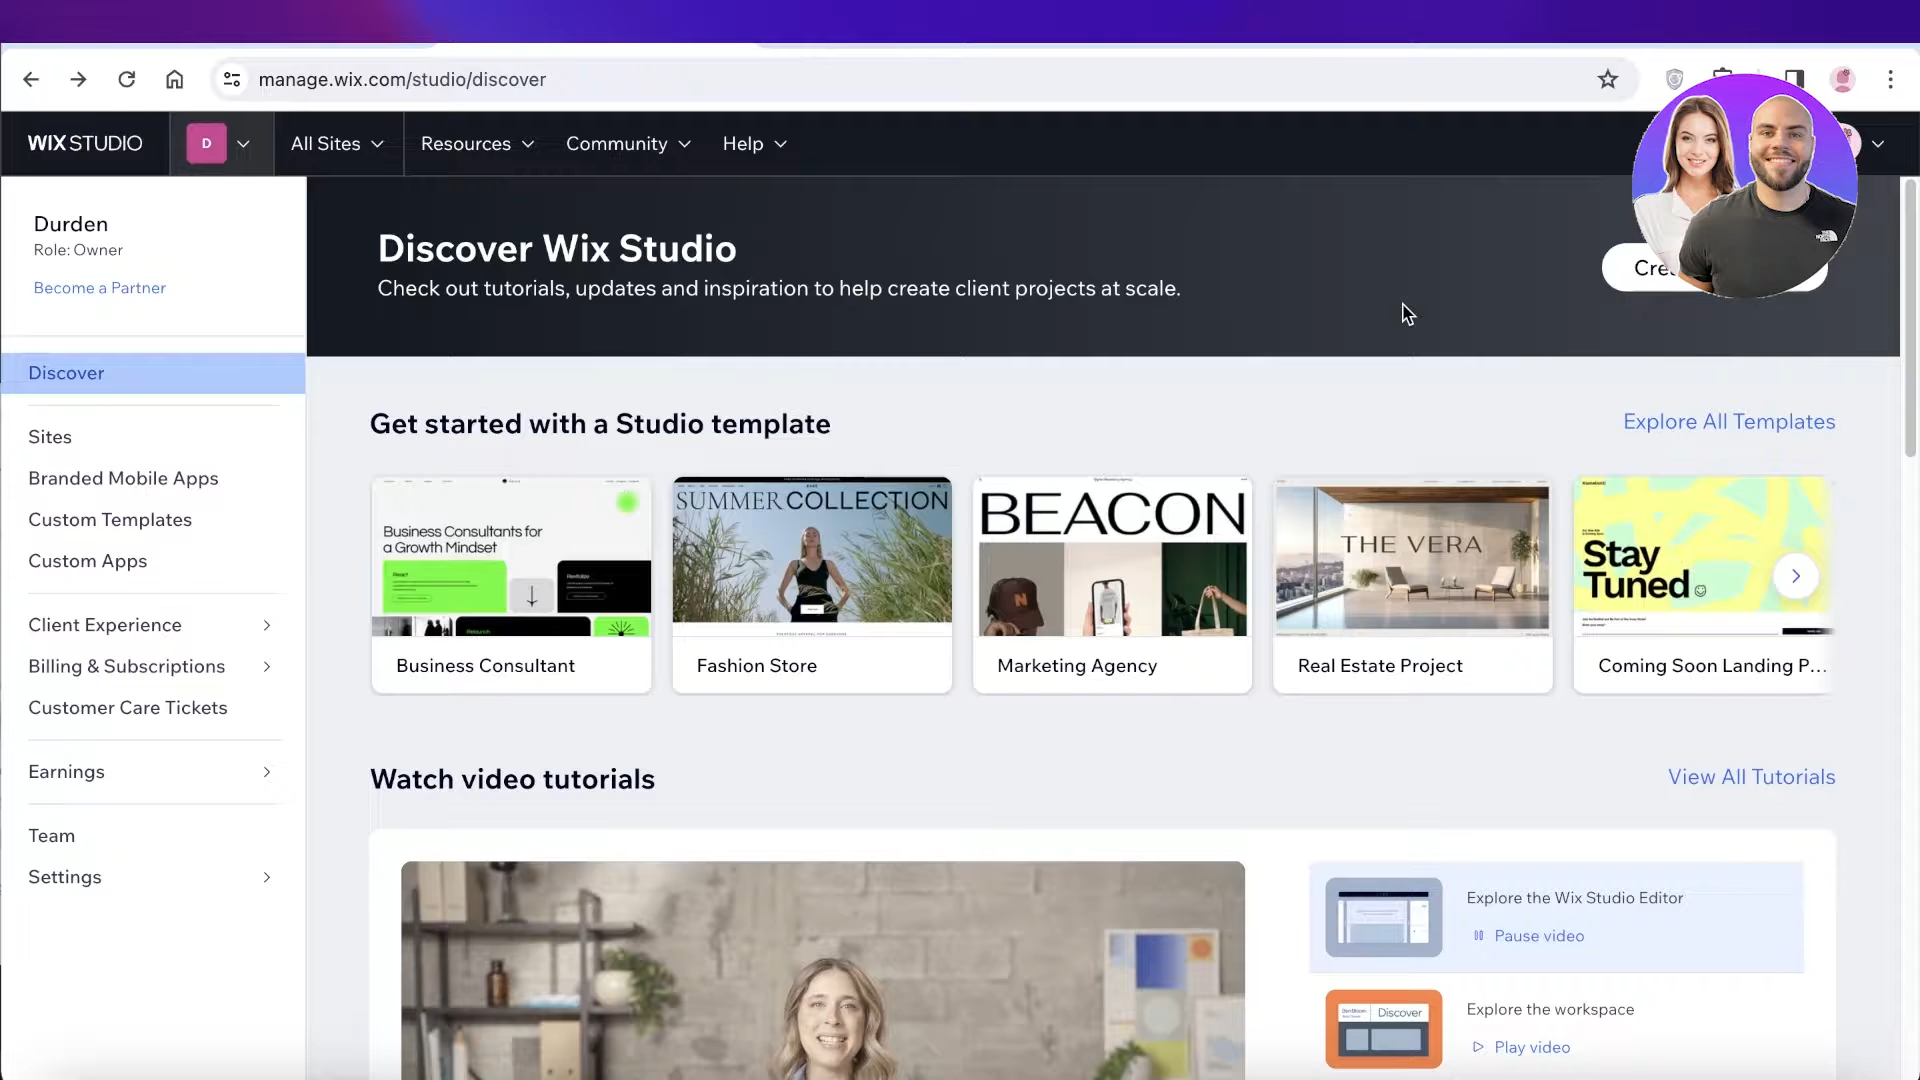 manage.wix.com/studio/discover
WIX STUDIO
D
All Sites
Resources
Community
Help
Durden
Role: Owner
Become a Partner
Discover
Sites
Branded Mobile Apps
Custom Templates
Custom Apps
Client Experience
Billing & Subscriptions
Customer Care Tickets
Earnings
Team
Settings
Discover Wix Studio
Check out tutorials, updates and inspiration to help create client projects at scale.
Get started with a Studio template
Explore All Templates
Business Consultants for
a Growth Mindset
SUMMER COLLECTION
BEACON
N
THE VERA
Stay
Tuned
Business Consultant
Fashion Store
Marketing Agency
Real Estate Project
Coming Soon Landing P...
Watch video tutorials
View All Tutorials
Explore the Wix Studio Editor
Pause video
Discover
Explore the workspace
Play video